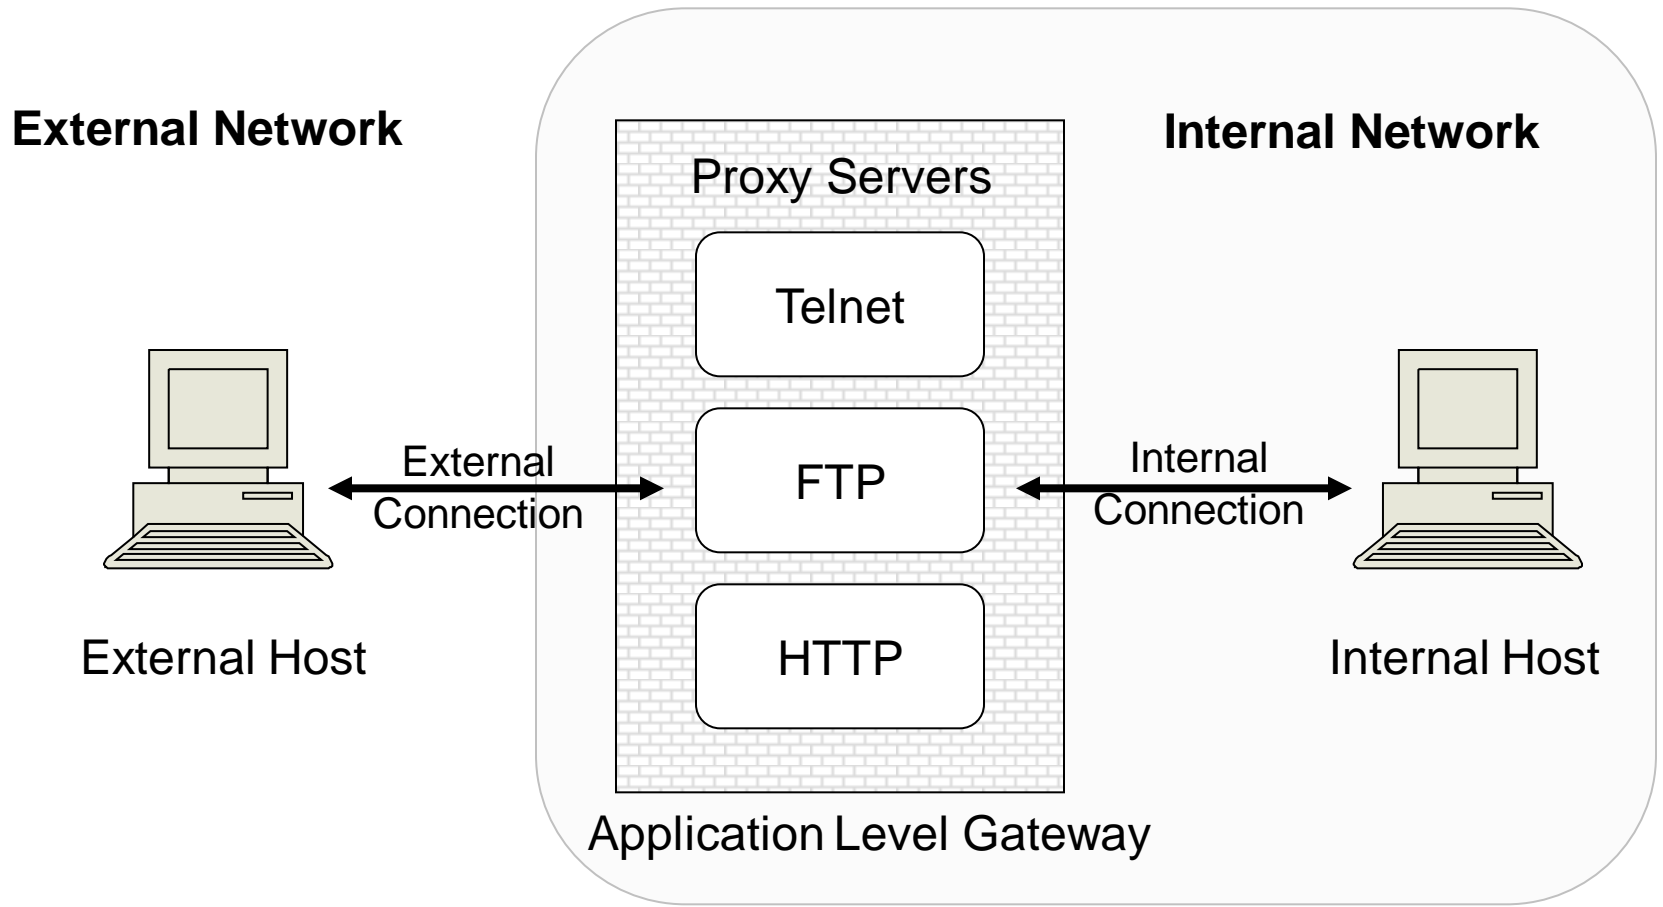 External Network
Internal Network
Proxy Servers
Telnet
External
Connection
FTP
Internal
Connection
HTTP
External Host
Internal Host
Application Level Gateway